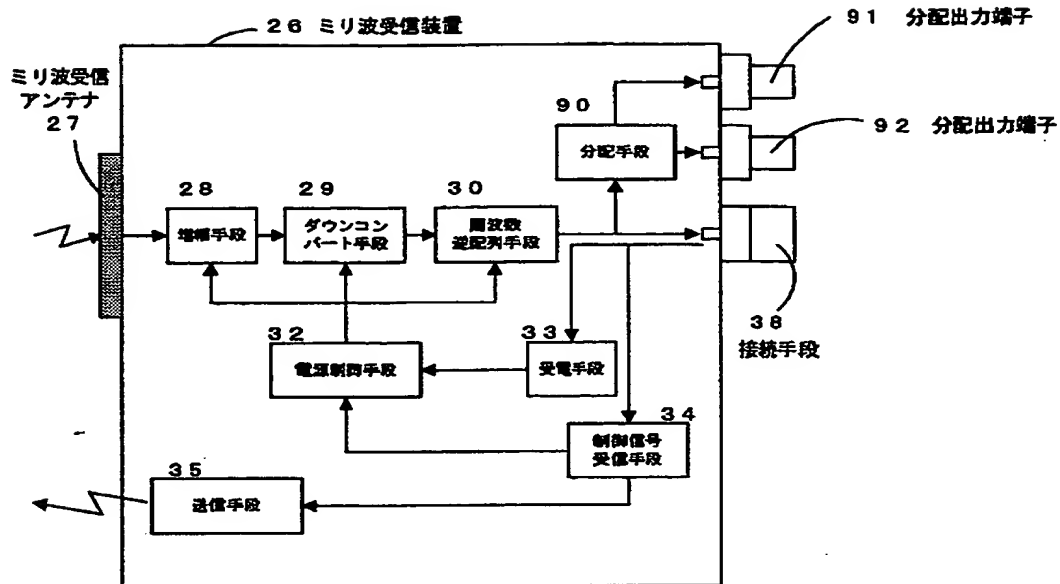 ２６ ミリ波受信装置
９１ 分配出力端子
ミリ波受信
アンテナ
２７
９０
分配手段
９２ 分配出力端子
２８
増幅手段
２９
ダウンコン
バート手段
３０
周波数
逆配列手段
３８
接続手段
３２
電源制御手段
３３
受電手段
３４
制御信号
受信手段
３５
送信手段